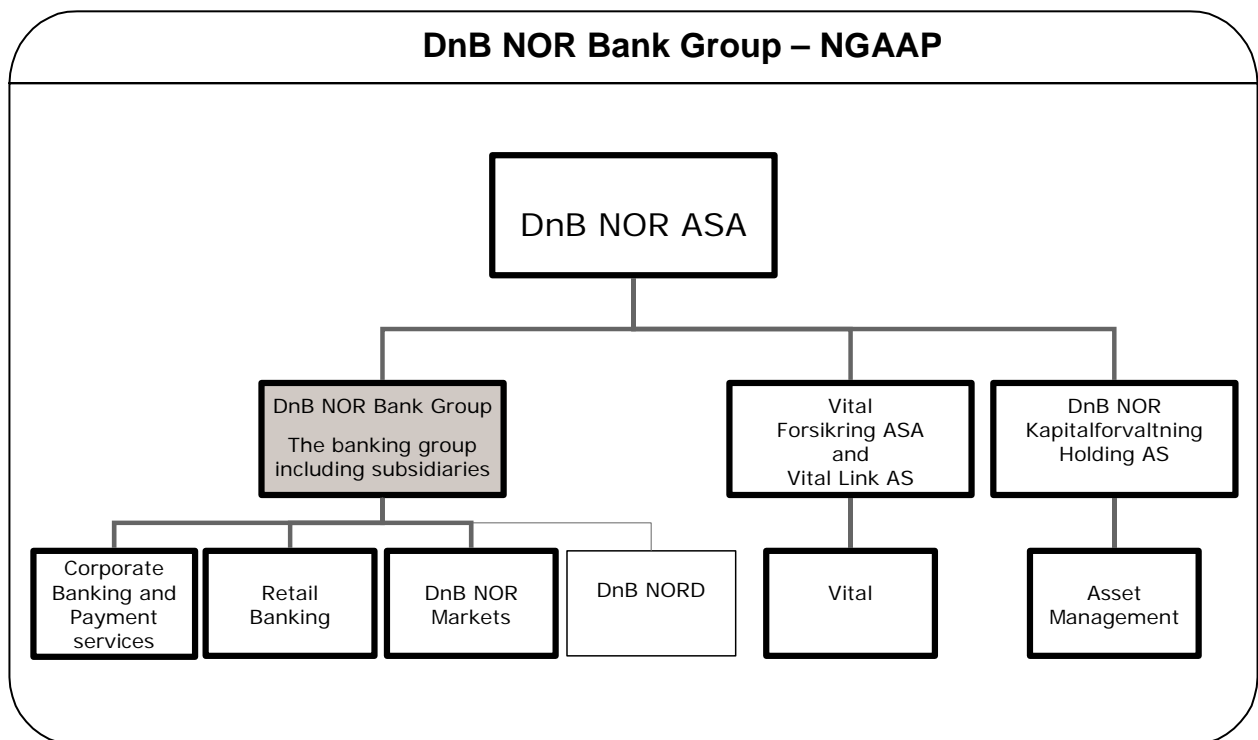 DnB NOR Bank Group – NGAAP
DnB NOR ASA
DnB NOR Bank Group
The banking group
including subsidiaries
Vital
Forsikring ASA
and
Vital Link AS
DnB NOR
Kapitalforvaltning
Holding AS
Corporate
Banking and
Payment
services
Retail
Banking
DnB NOR
Markets
DnB NORD
Vital
Asset
Management